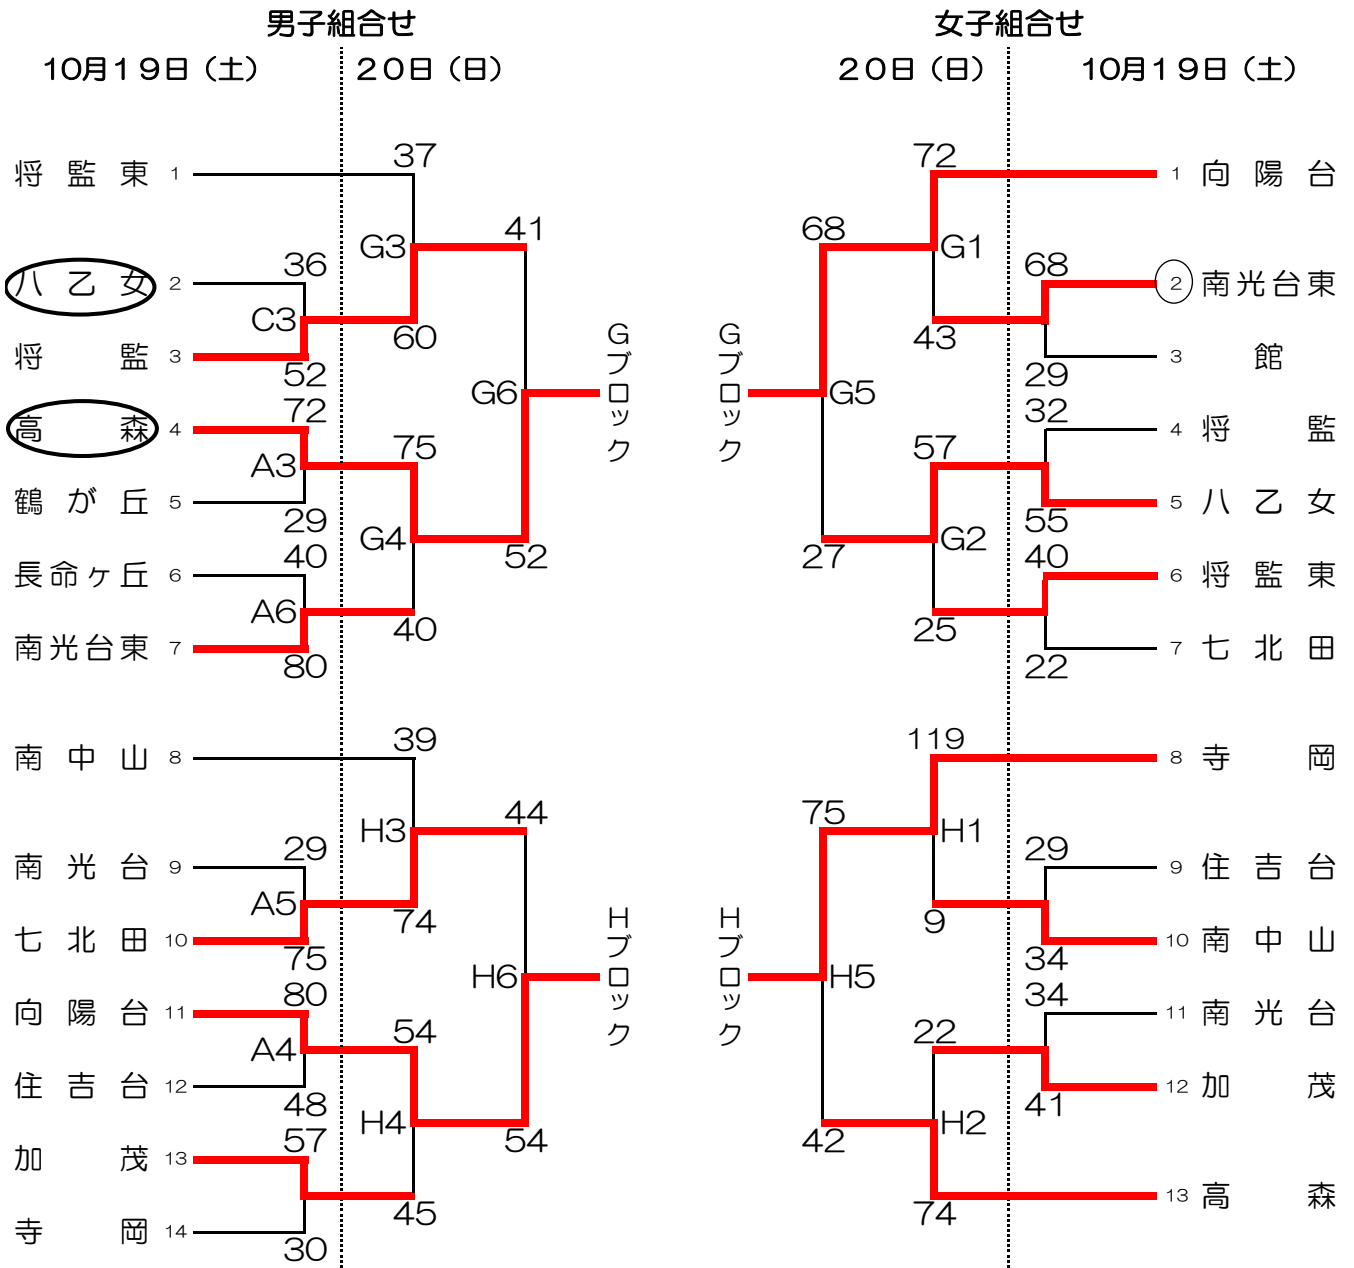 男子組合せ 女子組合せ
10月19日(土) 20日(日) 20日(日) 10月19日(土)
37 72
将監東 1 1 向陽台
41 68
G3 G1
36 68
八乙女 2 2 南光台東
C3
60 43
G ブロック G ブロック
将監 3 3 館
52 29
G6 G5
72 32
高森 4 4 将監
75 57
A3
鶴が丘 5 5 八乙女
29 55
G4 G2
40 52 27 40
長命ヶ丘 6 6 将監東
A6
40 25
南光台東 7 7 七北田
80 22
39 119
南中山 8 8 寺岡
44 75
H3 H1
29 29
南光台 9 9 住吉台
A5
74 9
H ブロック H ブロック
七北田 10 10 南中山
75 34
H6 H5
80 34
向陽台 11 11 南光台
54 22
A4
住吉台 12 12 加茂
48 41
H4 H2
57 54 42
加茂 13 13 高森
45 74
寺岡 14
30